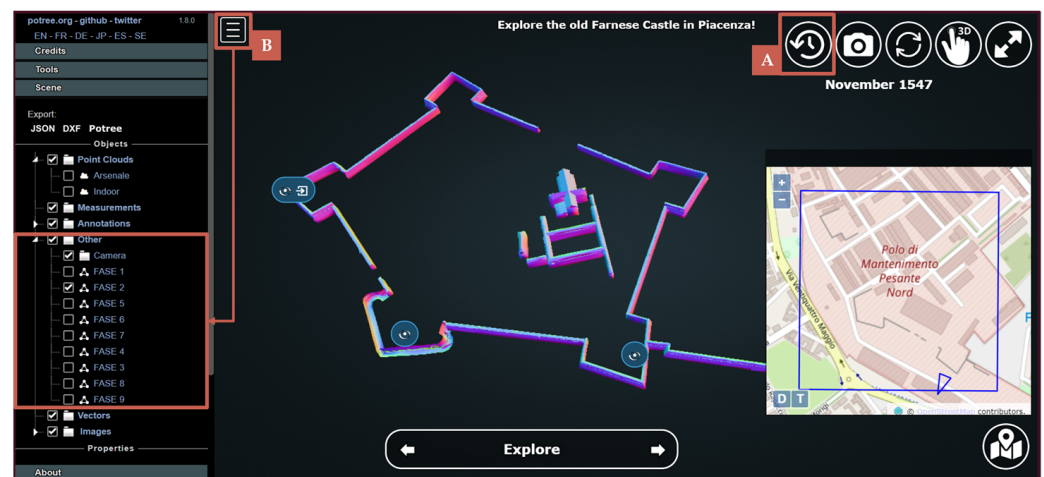 potree.org - github - twitter 1.8.0
EN - FR - DE - JP - ES - SE
Credits
Tools
Scene
Export:
JSON DXF Potree
Objects
Point Clouds
Arsenale
Indoor
Measurements
Annotations
Other
Camera
FASE 1
FASE 2
FASE 5
FASE 6
FASE 7
FASE 4
FASE 3
FASE 8
FASE 9
Vectors
Images
Properties
About
B
Explore the old Farnese Castle in Piacenza!
A
3D
November 1547
+
−
Polo di
Mantenimento
Pesante
Nord
Via Ventiquattro Maggio
D T
© OpenStreetMap contributors.
Explore